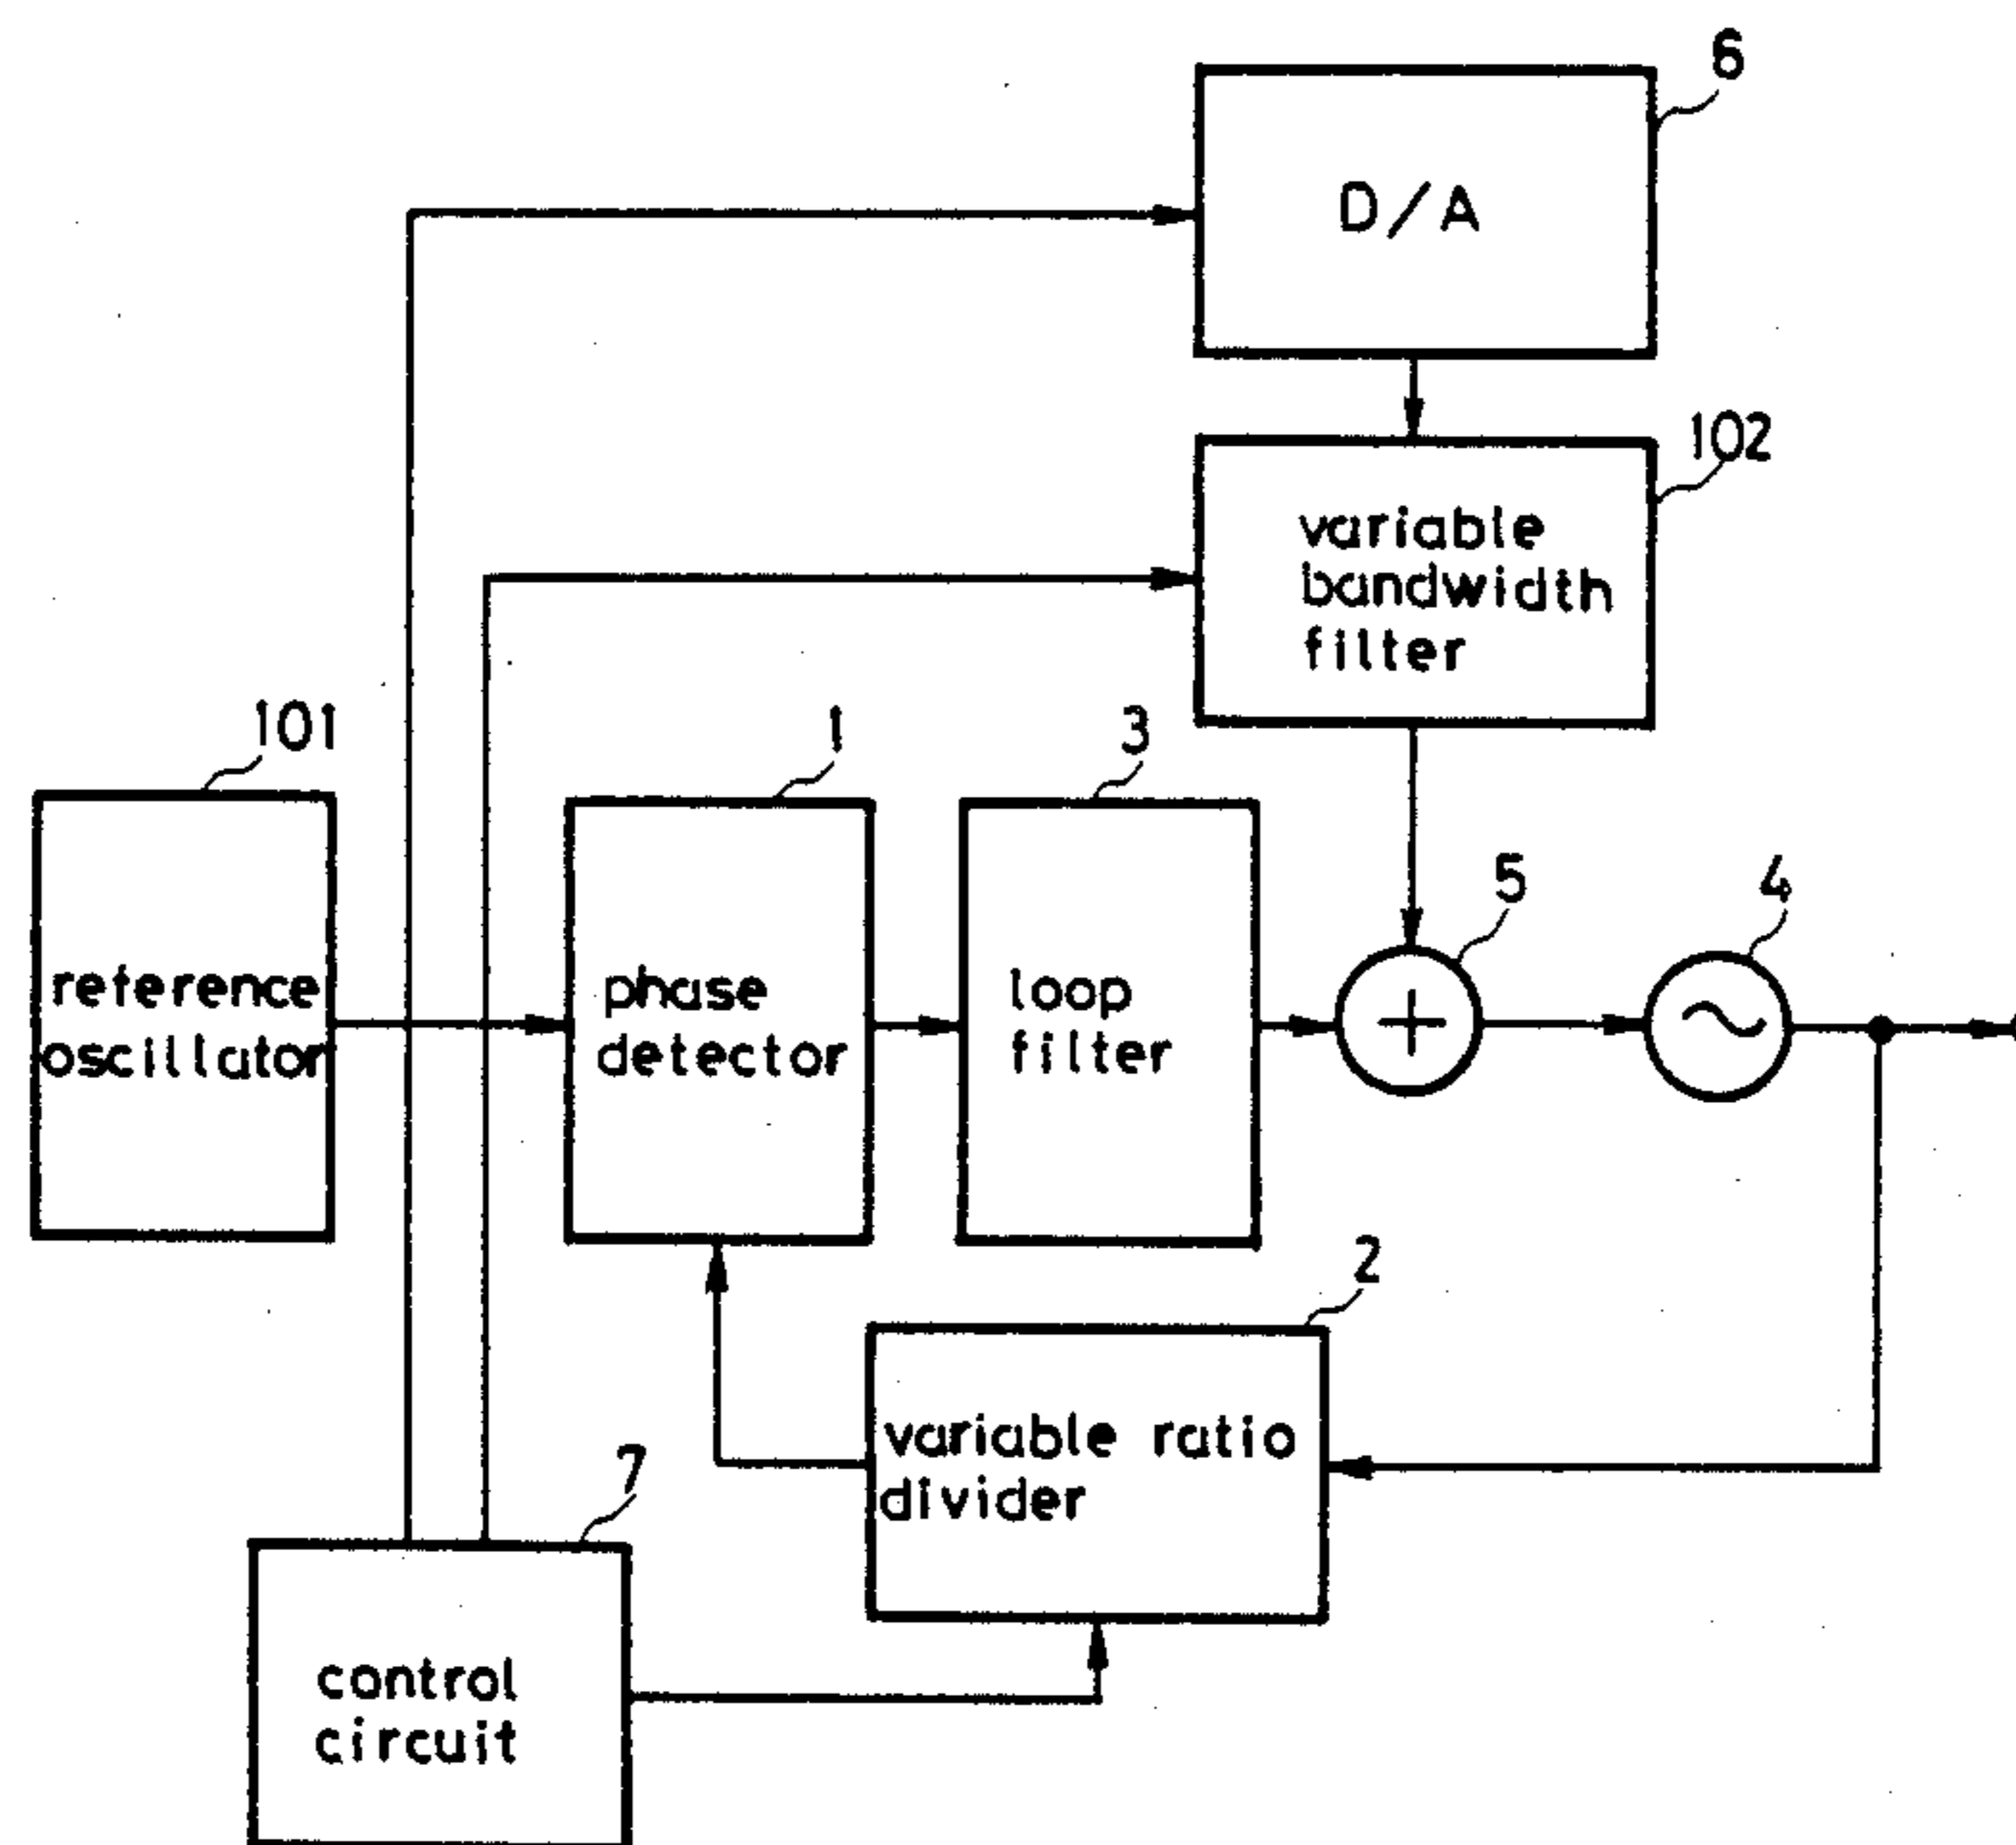 6
D/A
102
variable
bandwidth
filter
101
1
3
5
4
reference
oscillator
phase
detector
loop
filter
2
variable ratio
divider
7
control
circuit